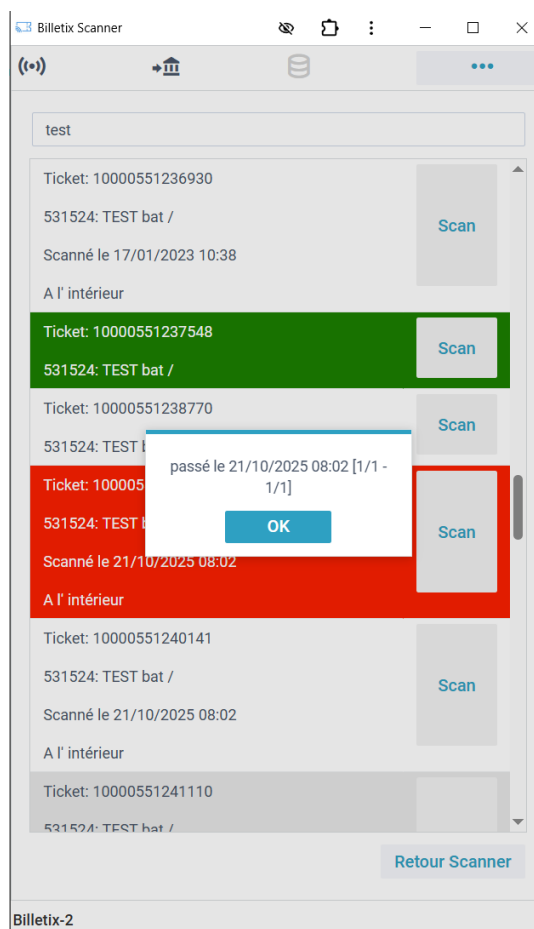 Billetix Scanner
test
Ticket: 10000551236930
531524: TEST bat /
Scan
Scanné le 17/01/2023 10:38
A l' intérieur
Ticket: 10000551237548
Scan
531524: TEST bat /
Ticket: 10000551238770
Scan
531524: TEST
passé le 21/10/2025 08:02 [1/1 -
1/1]
OK
Ticket: 100005
531524: TEST
Scan
Scanné le 21/10/2025 08:02
A l' intérieur
Ticket: 10000551240141
531524: TEST bat /
Scan
Scanné le 21/10/2025 08:02
A l' intérieur
Ticket: 10000551241110
531524: TEST bat /
Retour Scanner
Billetix-2